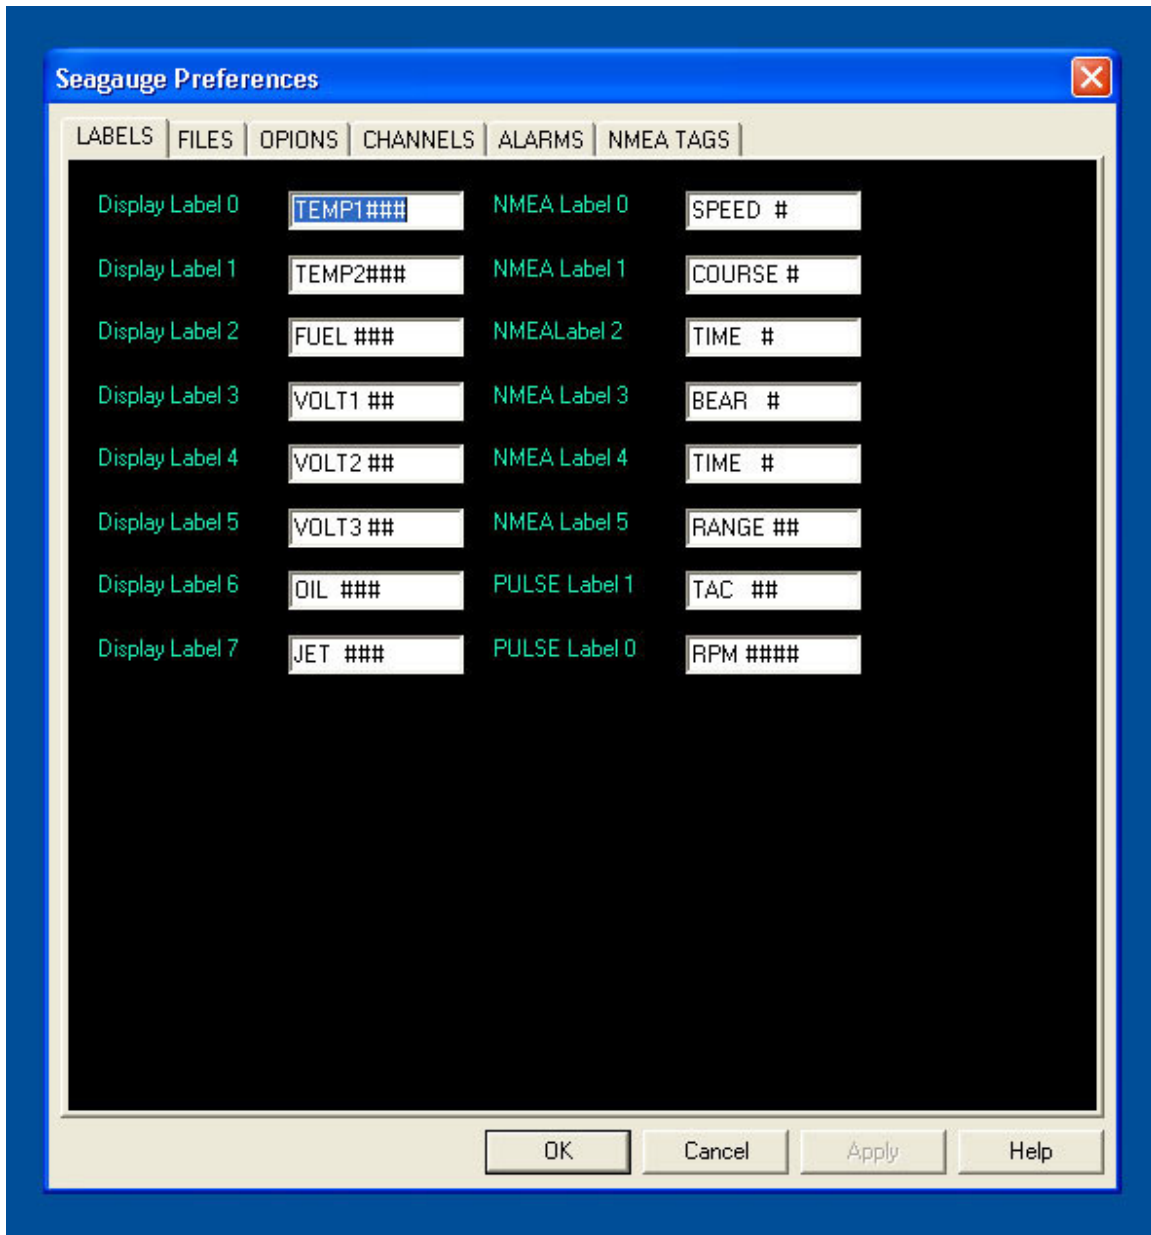 Seagauge Preferences
LABELS FILES OPIONS CHANNELS ALARMS NMEA TAGS
Display Label 0 TEMP1### NMEA Label 0 SPEED  #
Display Label 1 TEMP2### NMEA Label 1 COURSE #
Display Label 2 FUEL ### NMEALabel 2 TIME   #
Display Label 3 VOLT1 ## NMEA Label 3 BEAR   #
Display Label 4 VOLT2 ## NMEA Label 4 TIME   #
Display Label 5 VOLT3 ## NMEA Label 5 RANGE ##
Display Label 6 OIL  ### PULSE Label 1 TAC   ##
Display Label 7 JET  ### PULSE Label 0 RPM ####
OK Cancel Apply Help